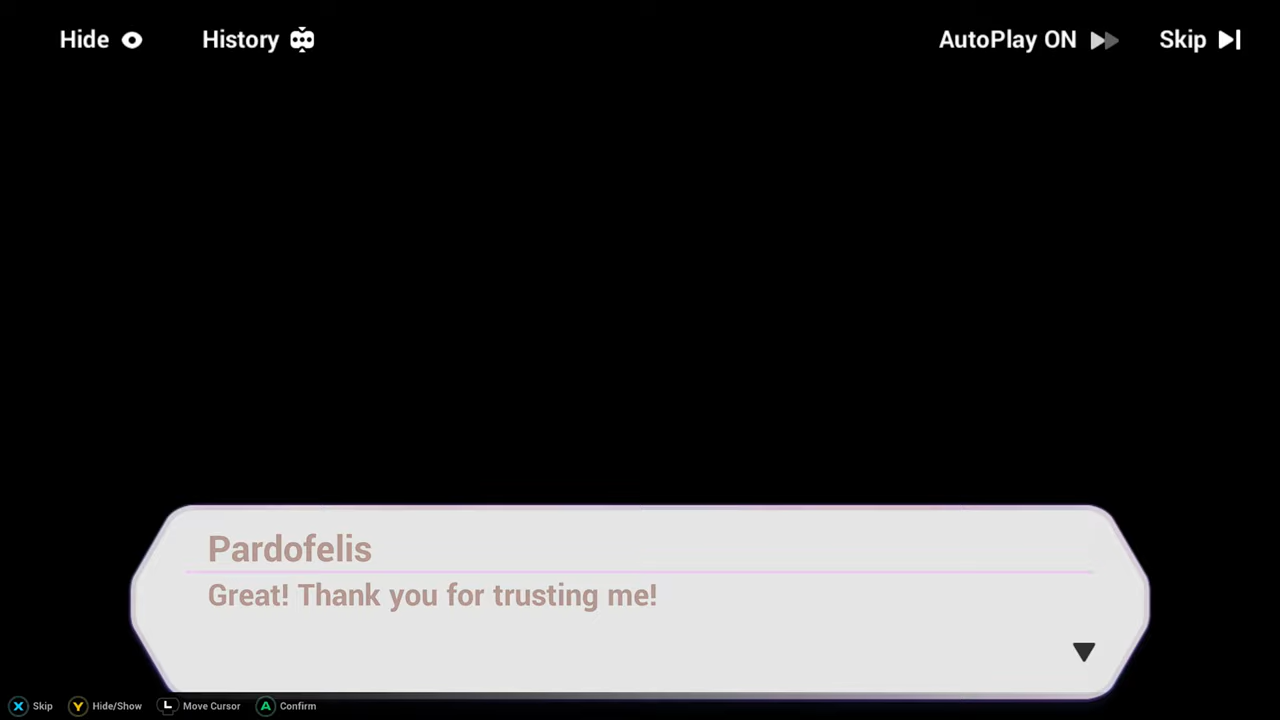 Hide
History
AutoPlay ON
Skip
Pardofelis
Great! Thank you for trusting me!
X Skip
Y Hide/Show
L Move Cursor
A Confirm